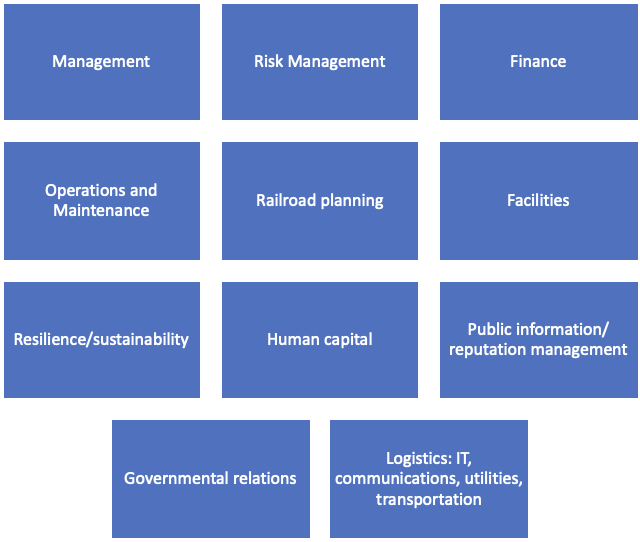 Management
Risk Management
Finance
Operations and
Maintenance
Railroad planning
Facilities
Resilience/sustainability
Human capital
Public information/
reputation management
Governmental relations
Logistics: IT,
communications, utilities,
transportation